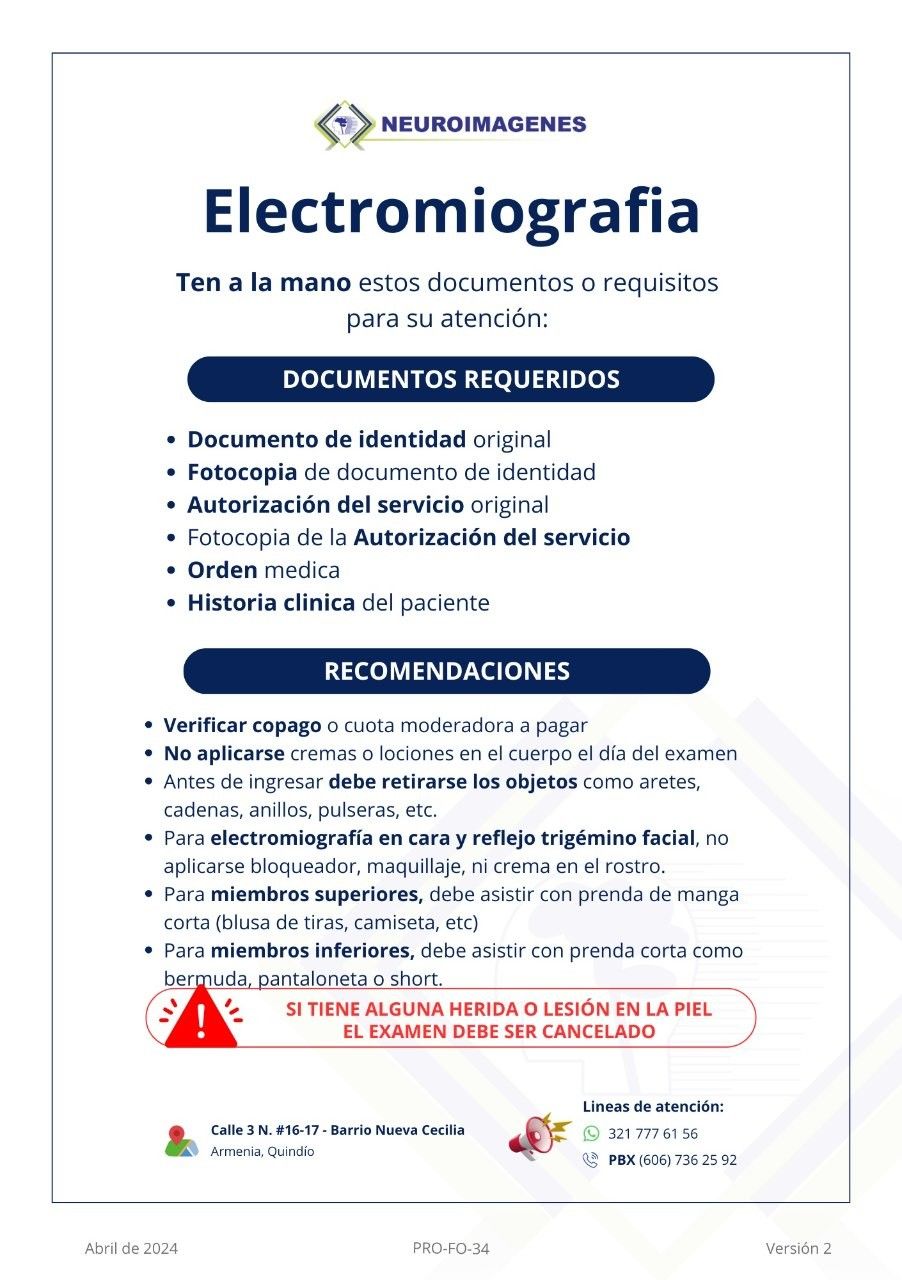 NEUROIMAGENES
Electromiografia
Ten a la mano estos documentos o requisitos
para su atención:
DOCUMENTOS REQUERIDOS
• Documento de identidad original
• Fotocopia de documento de identidad
• Autorización del servicio original
• Fotocopia de la Autorización del servicio
• Orden medica
• Historia clinica del paciente
RECOMENDACIONES
• Verificar copago o cuota moderadora a pagar
• No aplicarse cremas o lociones en el cuerpo el día del examen
• Antes de ingresar debe retirarse los objetos como aretes,
cadenas, anillos, pulseras, etc.
• Para electromiografía en cara y reflejo trigémino facial, no
aplicarse bloqueador, maquillaje, ni crema en el rostro.
• Para miembros superiores, debe asistir con prenda de manga
corta (blusa de tiras, camiseta, etc)
• Para miembros inferiores, debe asistir con prenda corta como
bermuda, pantaloneta o short.
SI TIENE ALGUNA HERIDA O LESIÓN EN LA PIEL
EL EXAMEN DEBE SER CANCELADO
Calle 3 N. #16-17 - Barrio Nueva Cecilia
Armenia, Quindío
Lineas de atención:
321 777 61 56
PBX (606) 736 25 92
Abril de 2024
PRO-FO-34
Versión 2